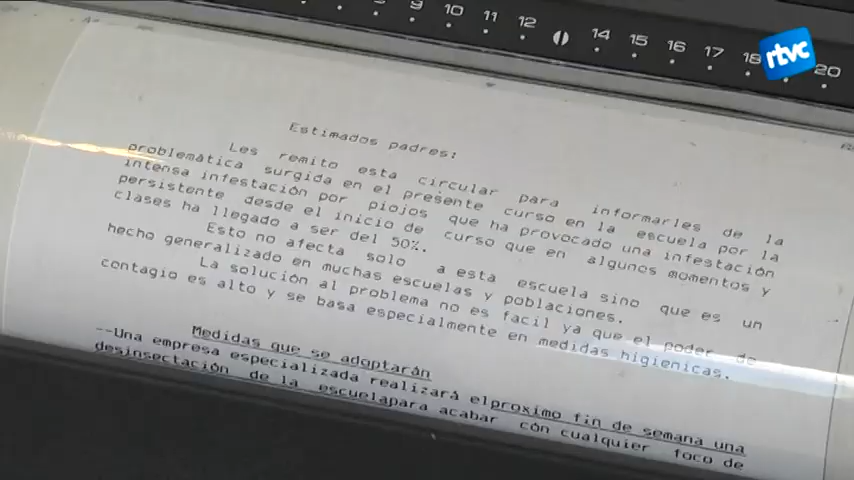 9 10 11 12 14 15 16 17 18 20
rtvc
Estimados padres:
Les remito esta circular para informarles de la
problemática surgida en el presente curso en la escuela por la
intensa infestación por piojos que ha provocado una infestación
persistente desde el inicio de curso que en algunos momentos y
clases ha llegado a ser del 50%.
Esto no afecta solo a esta escuela sino que es un
hecho generalizado en muchas escuelas y poblaciones.
La solución al problema no es facil ya que el poder de
contagio es alto y se basa especialmente en medidas higienicas.
Medidas que se adoptarán
--Una empresa especializada realizará elproximo fin de semana una
desinsectación de la escuelapara acabar cón cualquier foco de